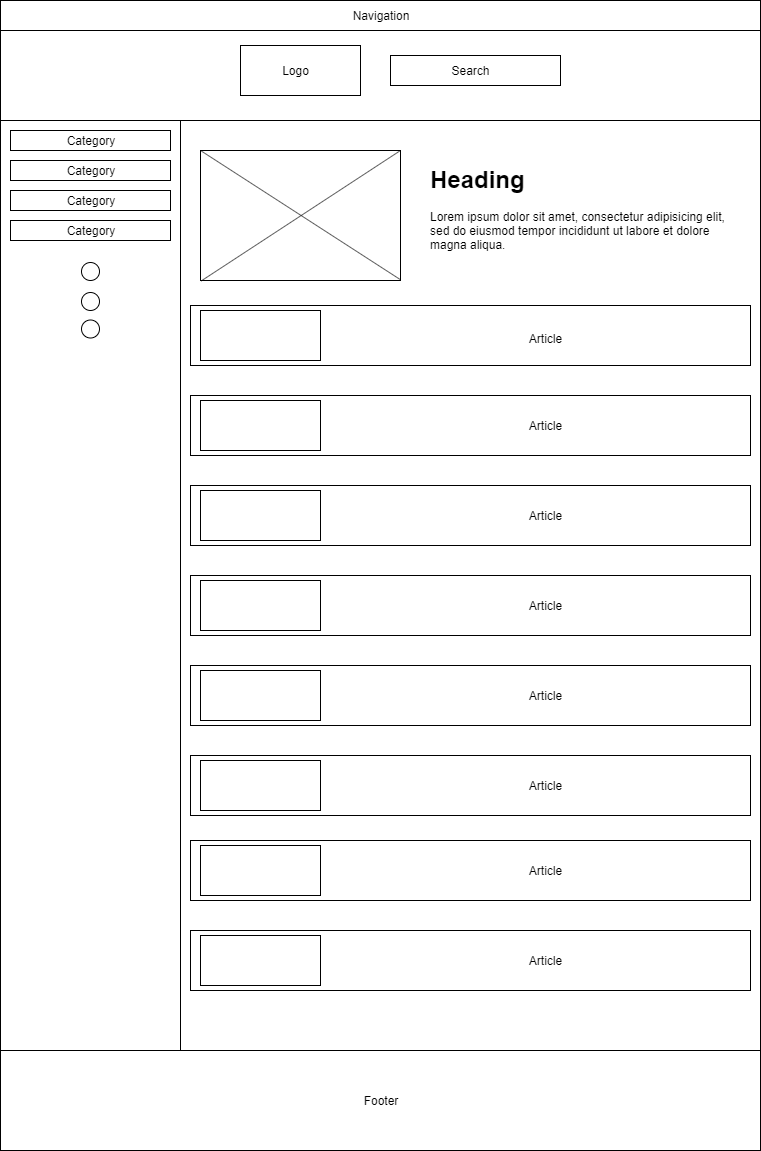 Navigation
Logo
Search
Category
Category
Category
Category
Heading
Lorem ipsum dolor sit amet, consectetur adipisicing elit,
sed do eiusmod tempor incididunt ut labore et dolore
magna aliqua.
Article
Article
Article
Article
Article
Article
Article
Article
Footer